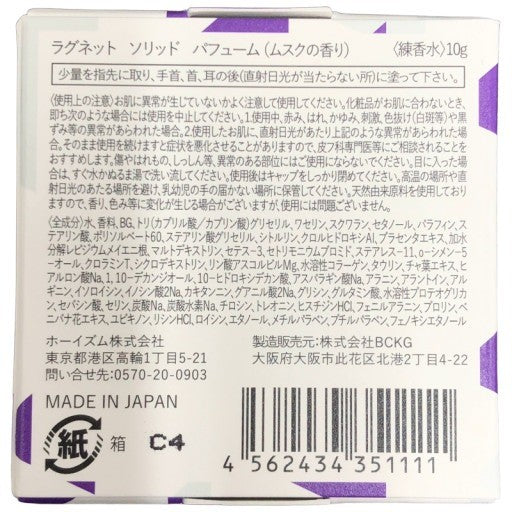 ラグネット ソリッド パフューム（ムスクの香り） 〈練香水〉10g
少量を指先に取り、手首、首、耳の後（直射日光が当たらない所）に塗って下さい。
〈使用上の注意〉お肌に異常が生じていないかよく注意して使用してください。化粧品がお肌に合わないとき、
即ち次のような場合には使用を中止してください。1.使用中、赤み、はれ、かゆみ、刺激、色抜け(白斑等)や
黒ずみ等の異常があらわれた場合。2.使用したお肌に、直射日光があたり上記のような異常があらわれた場
合。そのまま使用を続けますと症状を悪化させることがありますので、皮フ科専門医等にご相談されることを
おすすめします。傷やはれもの、しっしん等、異常のある部位にはご使用にならないでください。目に入った場
合は、すぐ水かぬるま湯で洗い流してください。使用後はキャップをしっかり閉めてください。高温の場所や直
射日光のあたる場所を避け、乳幼児の手の届かない場所に保管してください。天然由来原料を使用しており
ますので、香り、色み等に変化が生じる場合がございますが、使用には問題ございません。
〈全成分〉水、香料、BG、トリ(カプリル酸/カプリン酸)グリセリル、ワセリン、スクワラン、セタノール、パラフィン、ス
テアリン酸、ポリソルベート60、ステアリン酸グリセリル、シトルリン、クロルヒドロキシAl、プラセンタエキス、加水
分解レピジウムメイエニ根、マルトデキストリン、セテス-3、セトリモニウムブロミド、ステアレス-11、o-シメン-5
-オール、クロラミンT、シクロデキストリン、リン酸アスコルビルMg、水溶性コラーゲン、タウリン、チャ葉エキス、ヒ
アルロン酸Na、1,10-デカンジオール、10-ヒドロキシデカン酸、アスパラギン酸Na、アラニン、アラントイン、アル
ギニン、イソロイシン、イノシン酸2Na、カキタンニン、グアニル酸2Na、グリシン、グルタミン酸、水溶性プロテオグリカ
ン、セバシン酸、セリン、炭酸Na、炭酸水素Na、チロシン、トレオニン、ヒスチジンHCl、フェニルアラニン、プロリン、ベ
ニバナ花エキス、ユビキノン、リシンHCl、ロイシン、エタノール、メチルパラベン、ブチルパラベン、フェノキシエタノール
ホーイズム株式会社
東京都港区高輪1丁目5-21
問い合せ先:0570-20-0903
製造販売元:株式会社BCKG
大阪府大阪市此花区北港2丁目4-22
MADE IN JAPAN
紙 箱 C4
4 562434 351111